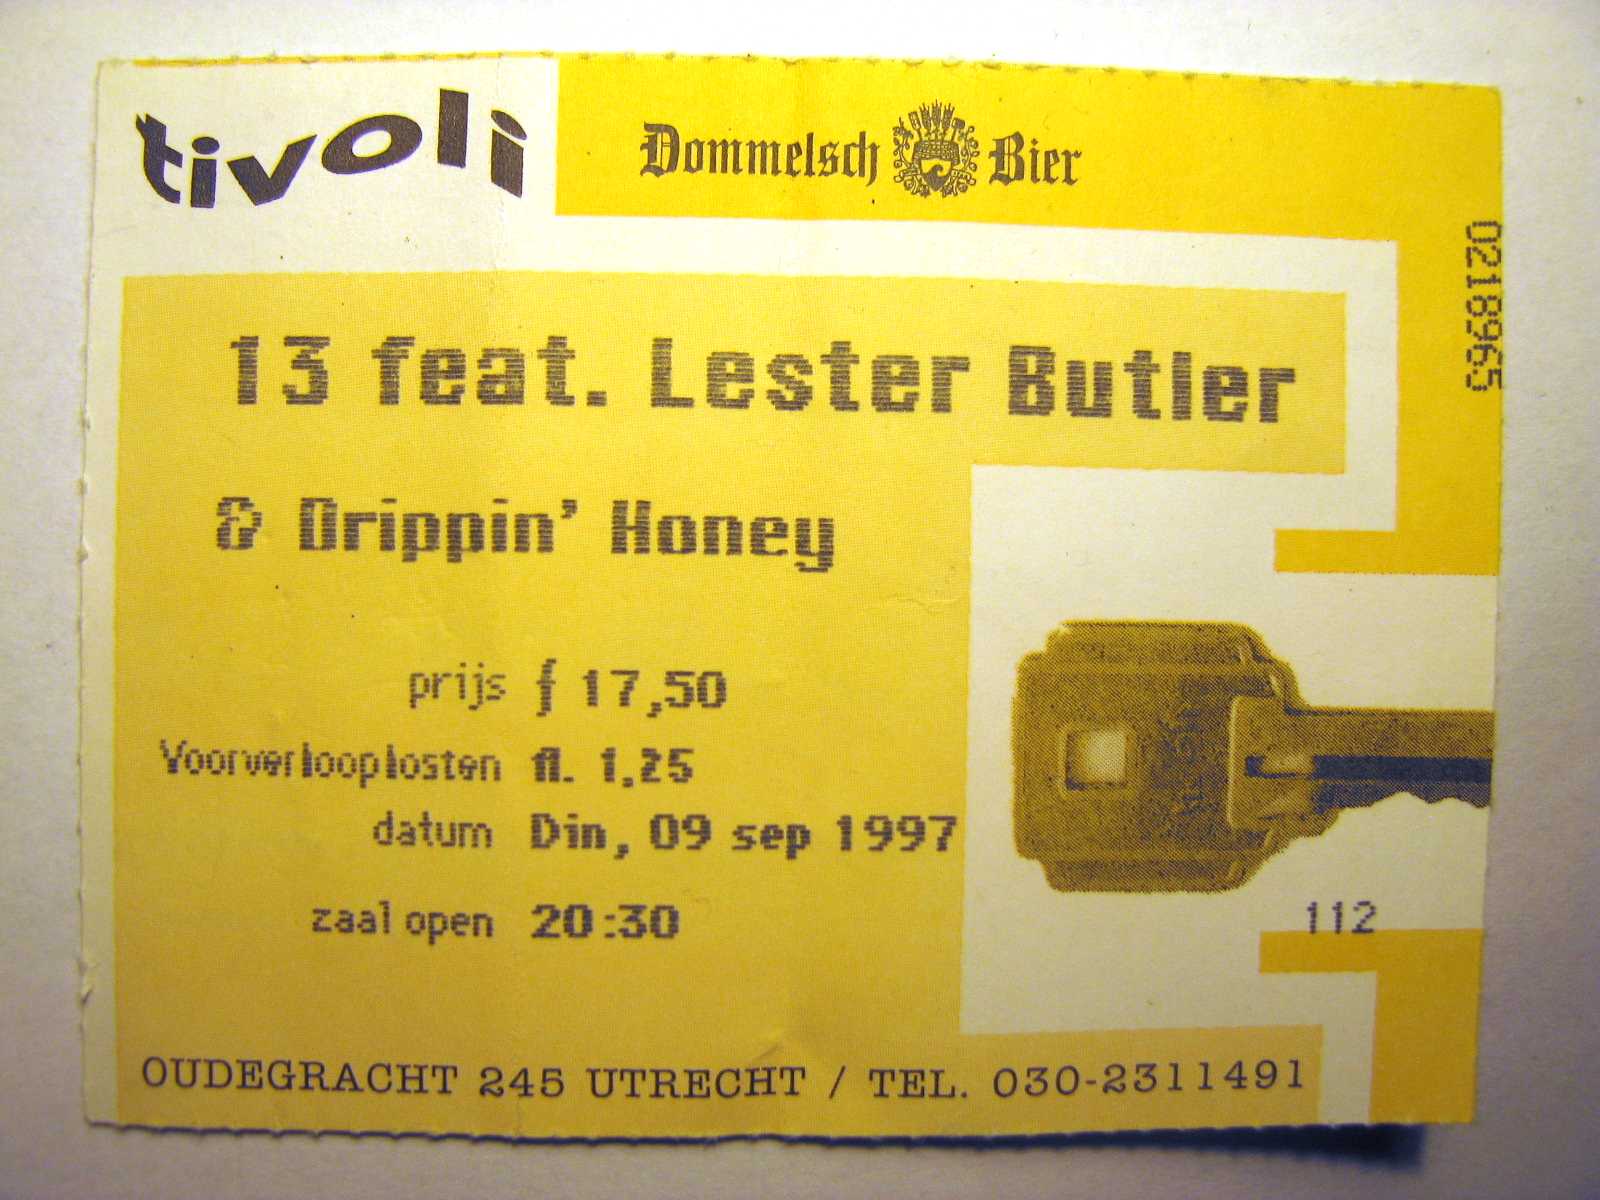 tivoli
Dommelsch Bier
0218965
13 feat. Lester Butler
& Drippin' Honey
prijs f 17,50
Voorverlooplosten fl. 1,25
datum Din, 09 sep 1997
zaal open 20:30
112
OUDEGRACHT 245 UTRECHT / TEL. 030-2311491